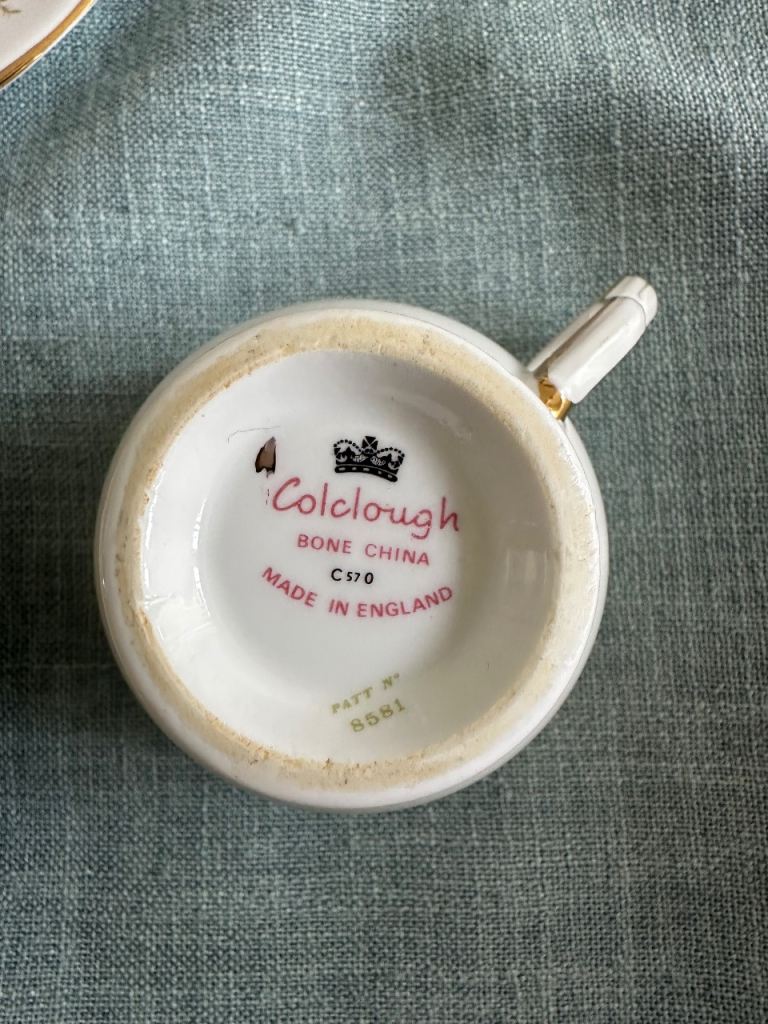 Colclough
BONE CHINA
C570
MADE IN ENGLAND
PATT Nº
8581